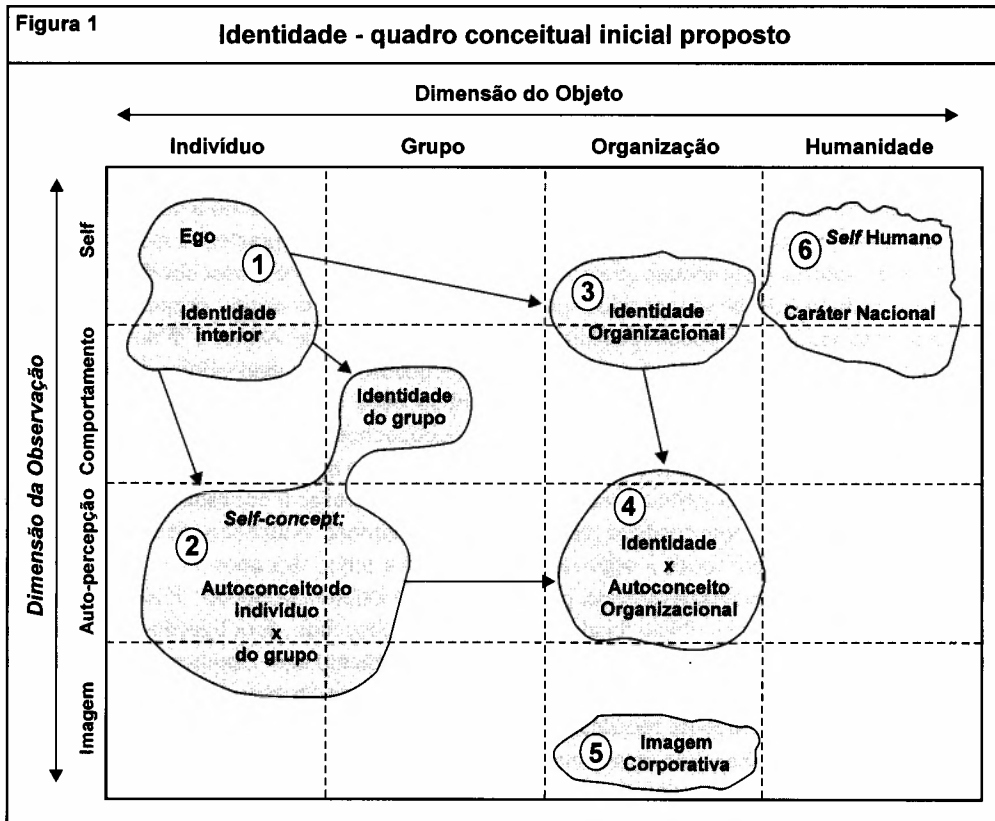 Figura 1
Identidade - quadro conceitual inicial proposto
Dimensão do Objeto
Indivíduo
Grupo
Organização
Humanidade
Dimensão da Observação
Self
Comportamento
Auto-percepção
Imagem
Ego
1
Identidade
interior
3
Identidade
Organizacional
6
Self Humano
Caráter Nacional
Identidade
do grupo
Self-concept:
2
Autoconceito do
indivíduo
x
do grupo
4
Identidade
x
Autoconceito
Organizacional
5
Imagem
Corporativa